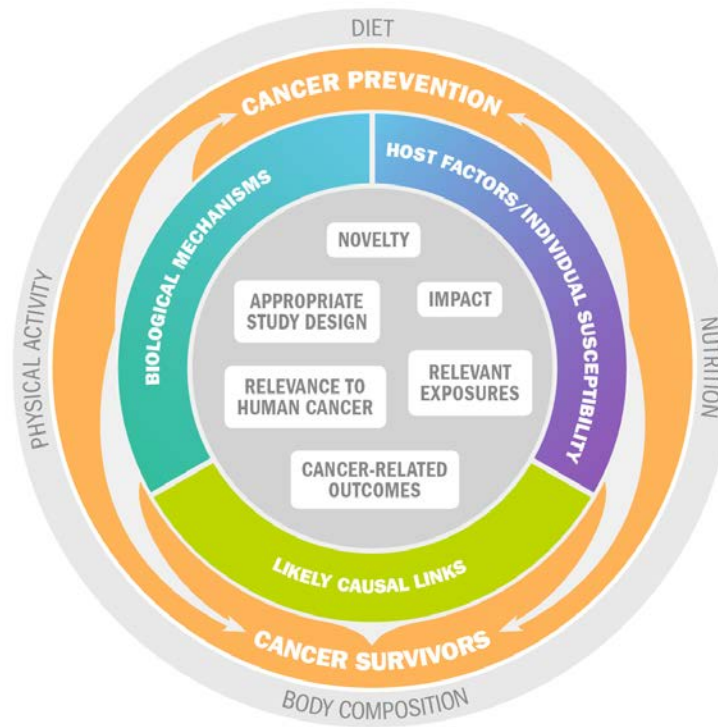 DIET
CANCER PREVENTION
BIOLOGICAL MECHANISMS
HOST FACTORS/INDIVIDUAL SUSCEPTIBILITY
PHYSICAL ACTIVITY
NUTRITION
NOVELTY
APPROPRIATE
STUDY DESIGN
IMPACT
RELEVANCE TO
HUMAN CANCER
RELEVANT
EXPOSURES
CANCER-RELATED
OUTCOMES
LIKELY CAUSAL LINKS
CANCER SURVIVORS
BODY COMPOSITION